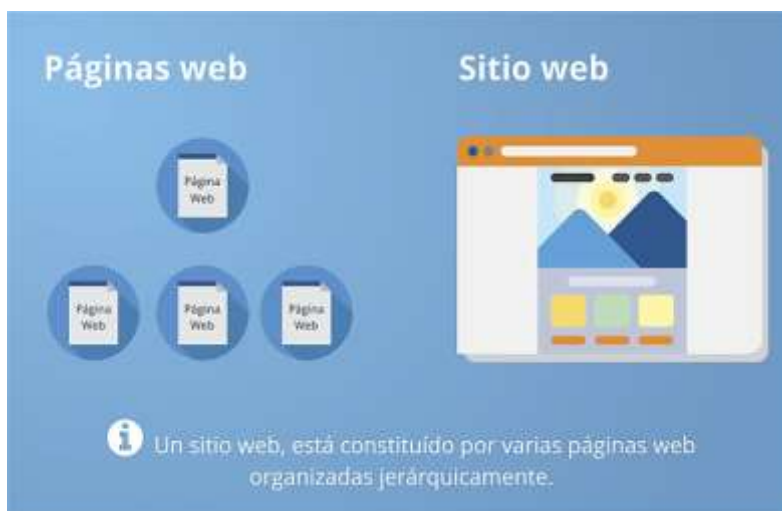 Páginas web
Sitio web
Página
Web
Página
Web
Página
Web
Página
Web
Un sitio web, está constituído por varias páginas web
organizadas jerárquicamente.